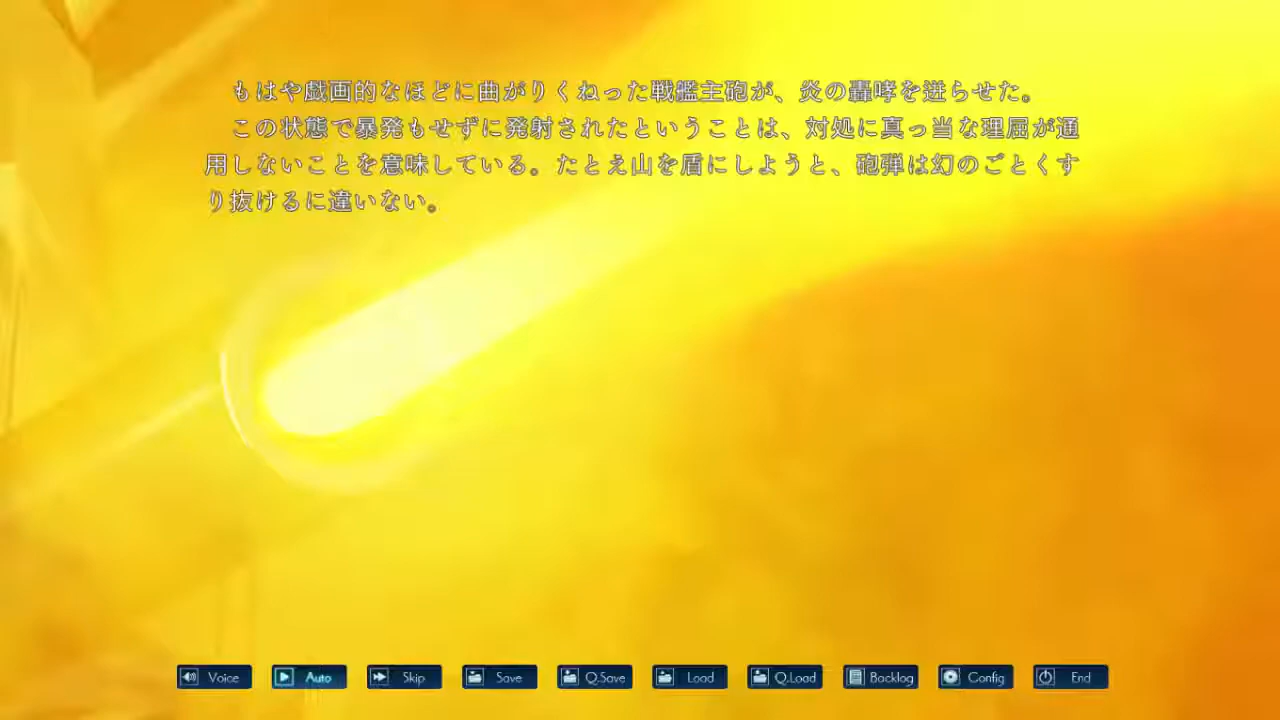 もはや戯画的なほどに曲がりくねった戦艦主砲が、炎の轟哮を迸らせた。
この状態で暴発もせずに発射されたということは、対処に真っ当な理屈が通
用しないことを意味している。たとえ山を盾にしようと、砲弾は幻のごとくす
り抜けるに違いない。
Voice Auto Skip Save Q.Save Load Q.Load Backlog Config End